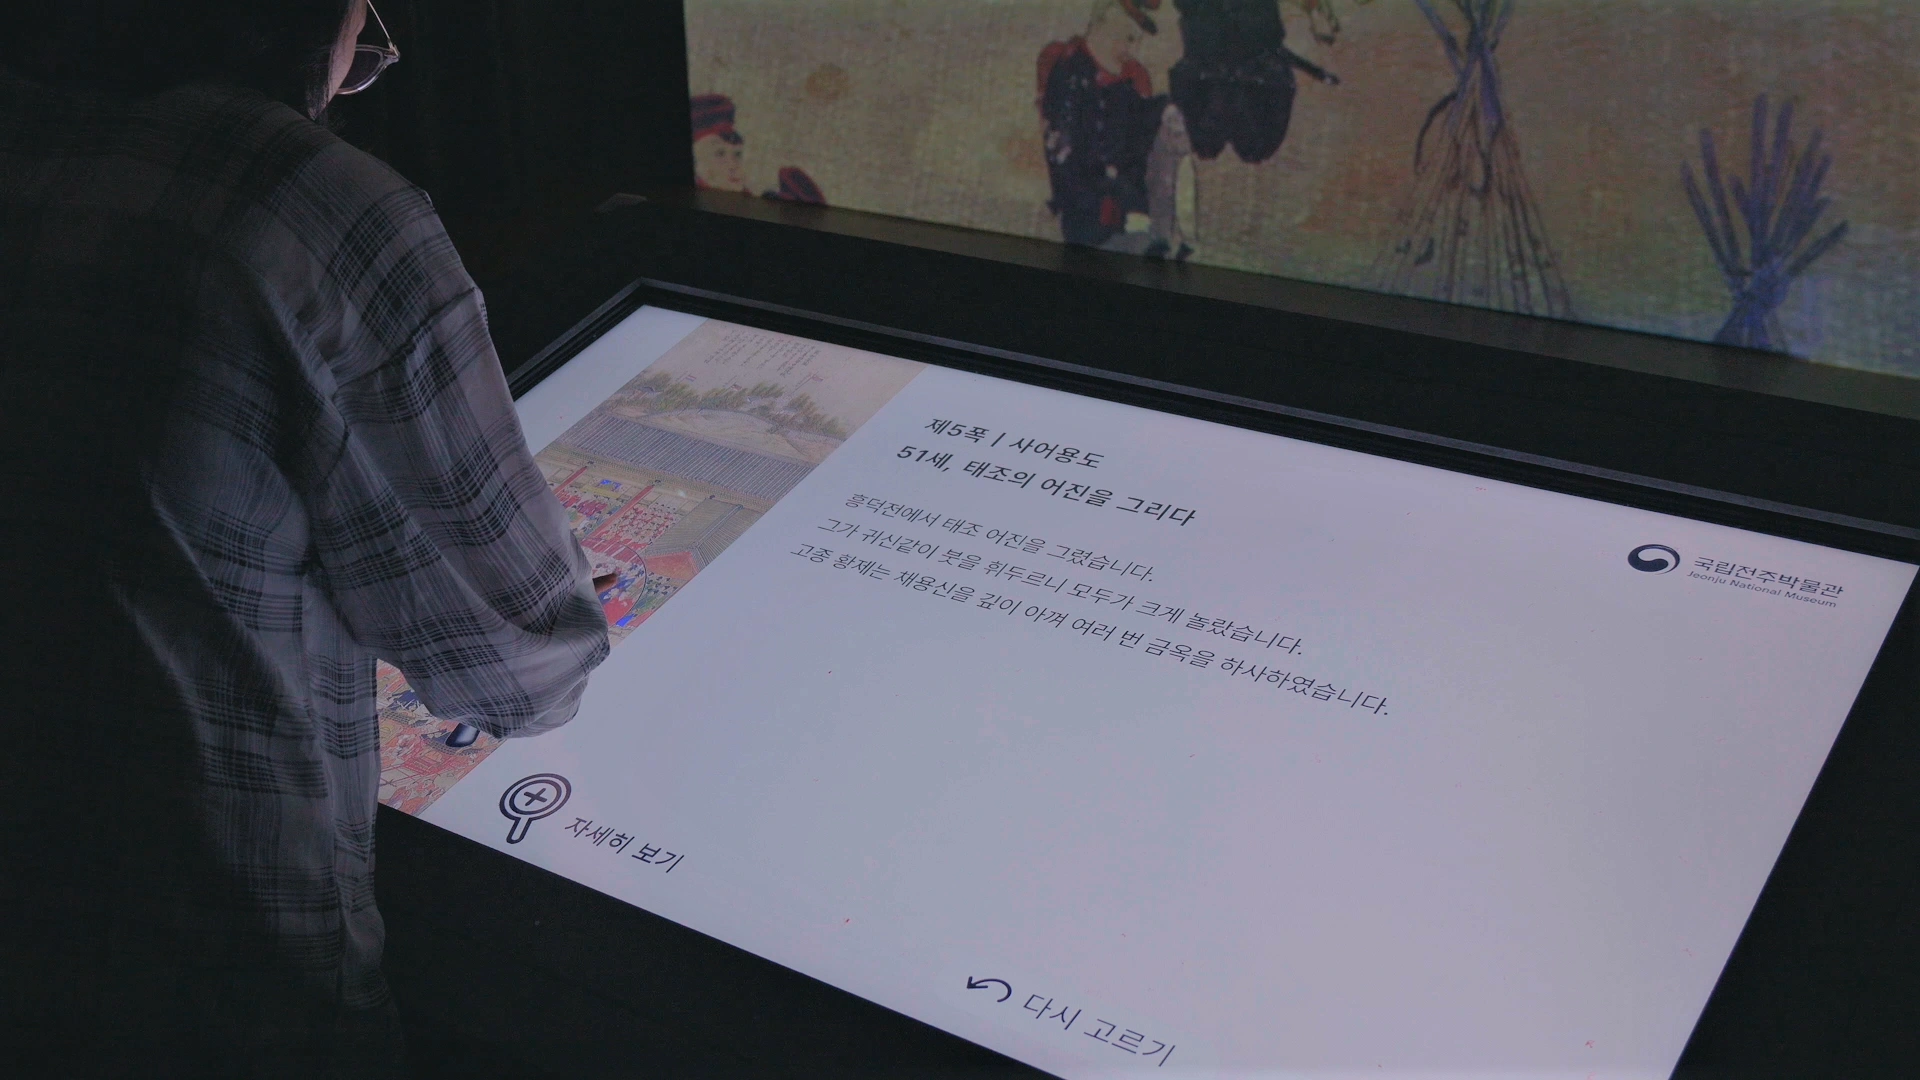 제5폭 | 사어용도
51세, 태조의 어진을 그리다
흥덕전에서 태조 어진을 그렸습니다.
그가 귀신같이 붓을 휘두르니 모두가 크게 놀랐습니다.
고종 황제는 채용신을 깊이 아껴 여러 번 금옥을 하사하였습니다.
국립전주박물관
Jeonju National Museum
자세히 보기
다시 고르기